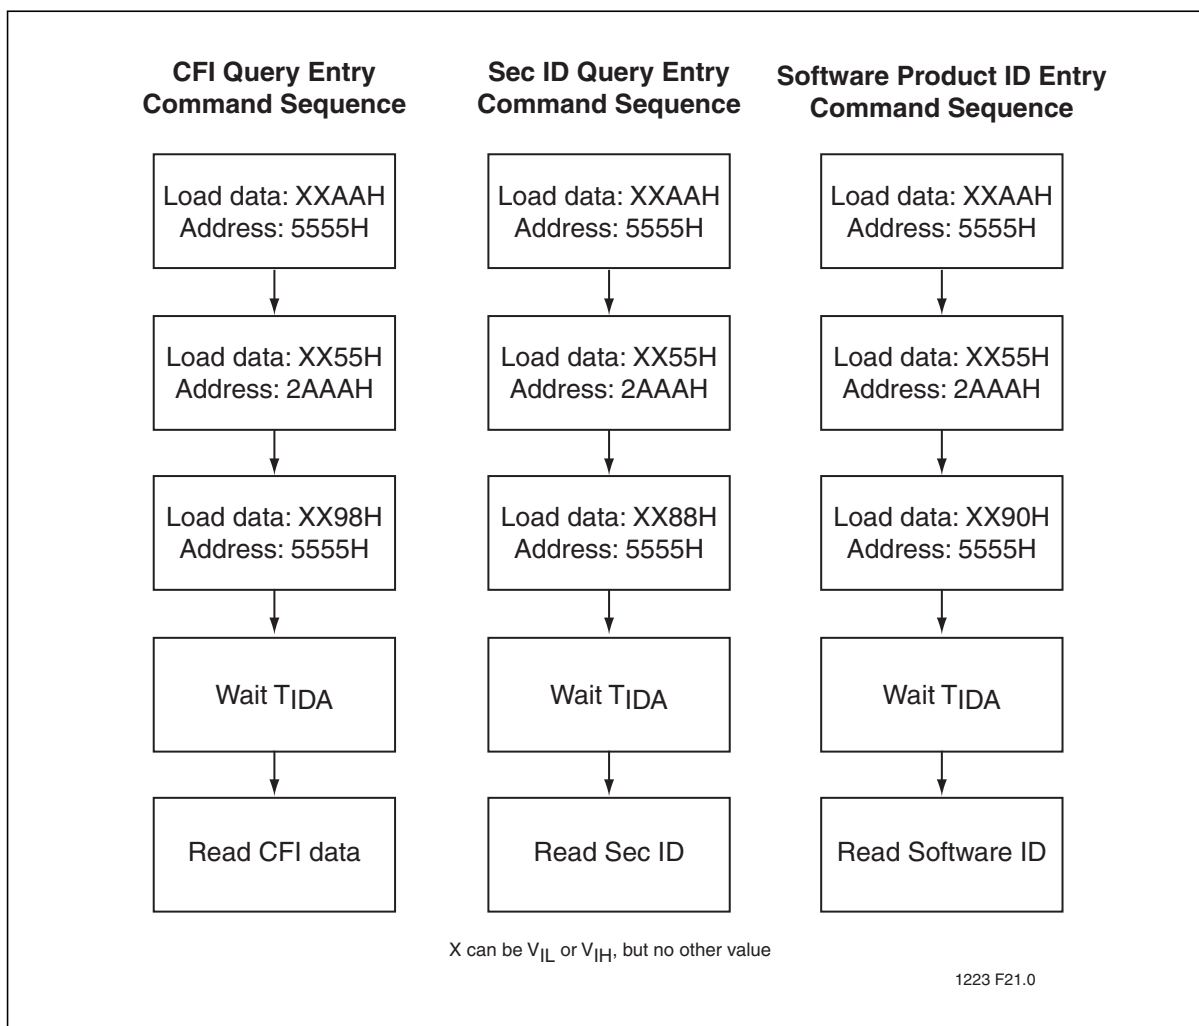 CFI Query Entry
Command Sequence
Load data: XXAAH
Address: 5555H
Load data: XX55H
Address: 2AAAH
Load data: XX98H
Address: 5555H
Wait TIDA
Read CFI data
Sec ID Query Entry
Command Sequence
Load data: XXAAH
Address: 5555H
Load data: XX55H
Address: 2AAAH
Load data: XX88H
Address: 5555H
Wait TIDA
Read Sec ID
Software Product ID Entry
Command Sequence
Load data: XXAAH
Address: 5555H
Load data: XX55H
Address: 2AAAH
Load data: XX90H
Address: 5555H
Wait TIDA
Read Software ID
X can be VIL or VIH, but no other value
1223 F21.0